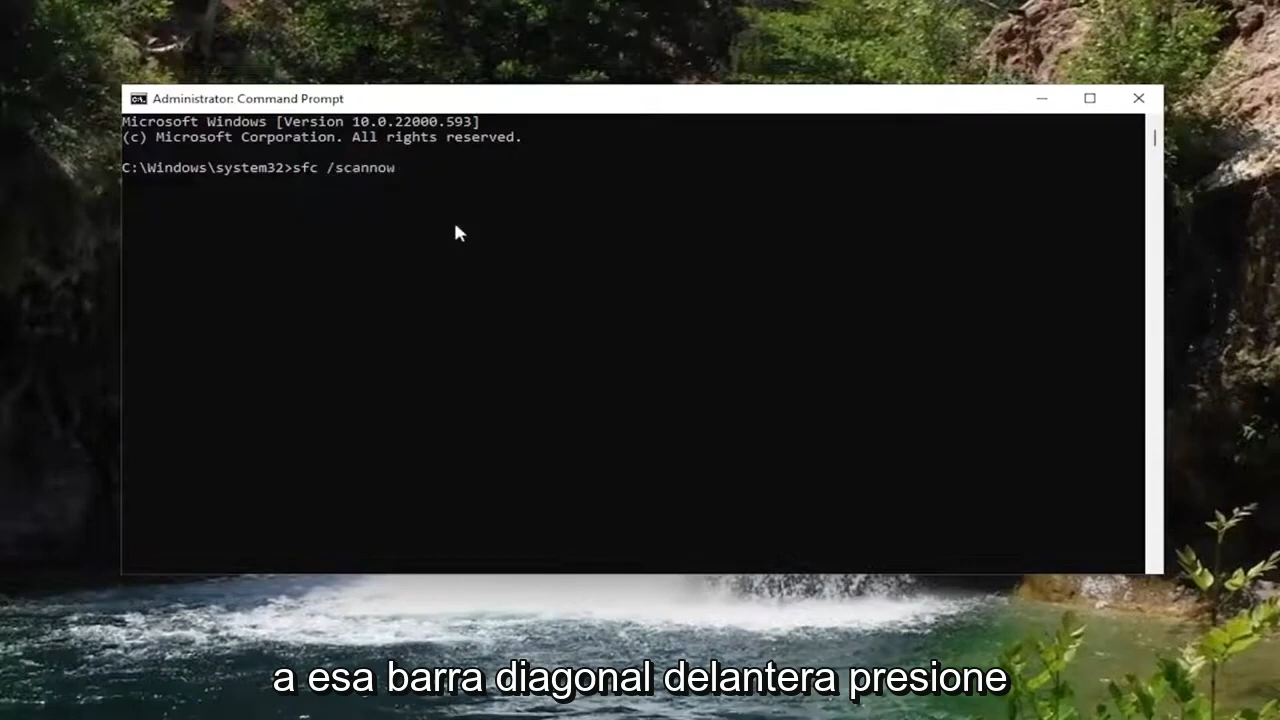 Administrator: Command Prompt
Microsoft Windows [Version 10.0.22000.593]
(c) Microsoft Corporation. All rights reserved.
C:\Windows\system32>sfc /scannow
a esa barra diagonal delantera presione